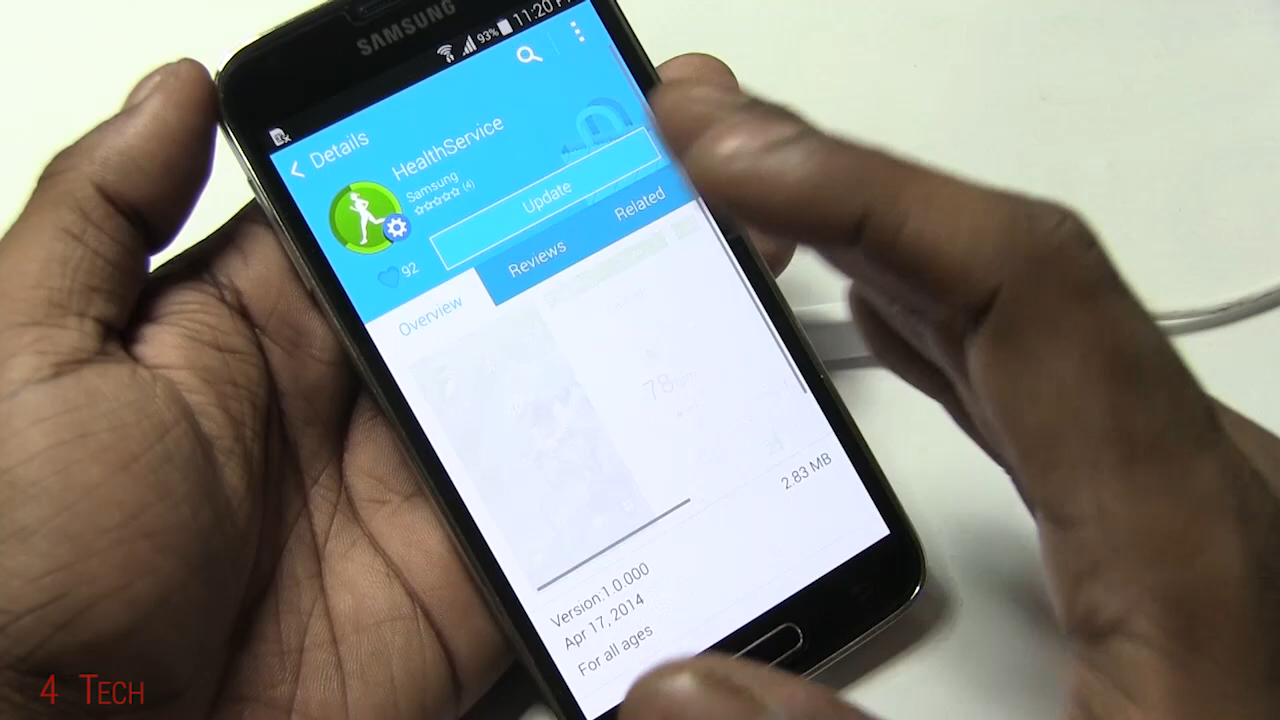 SAMSUNG
93% 11:20
Details
HealthService
Samsung
(4)
Update
92
Overview
Reviews
Related
78
2.83 MB
Version:1.0.000
Apr 17, 2014
For all ages
4 TECH